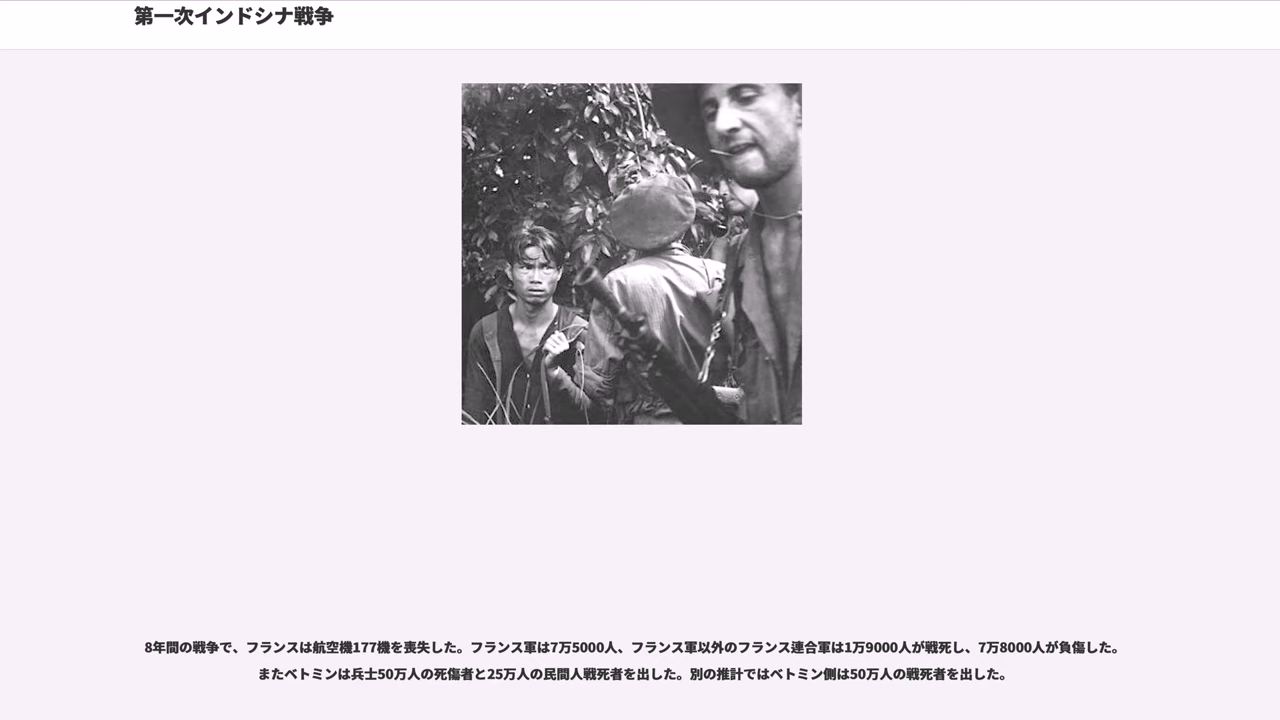 第一次インドシナ戦争
8年間の戦争で、フランスは航空機177機を喪失した。フランス軍は7万5000人、フランス軍以外のフランス連合軍は1万9000人が戦死し、7万8000人が負傷した。
またベトミンは兵士50万人の死傷者と25万人の民間人戦死者を出した。別の推計ではベトミン側は50万人の戦死者を出した。